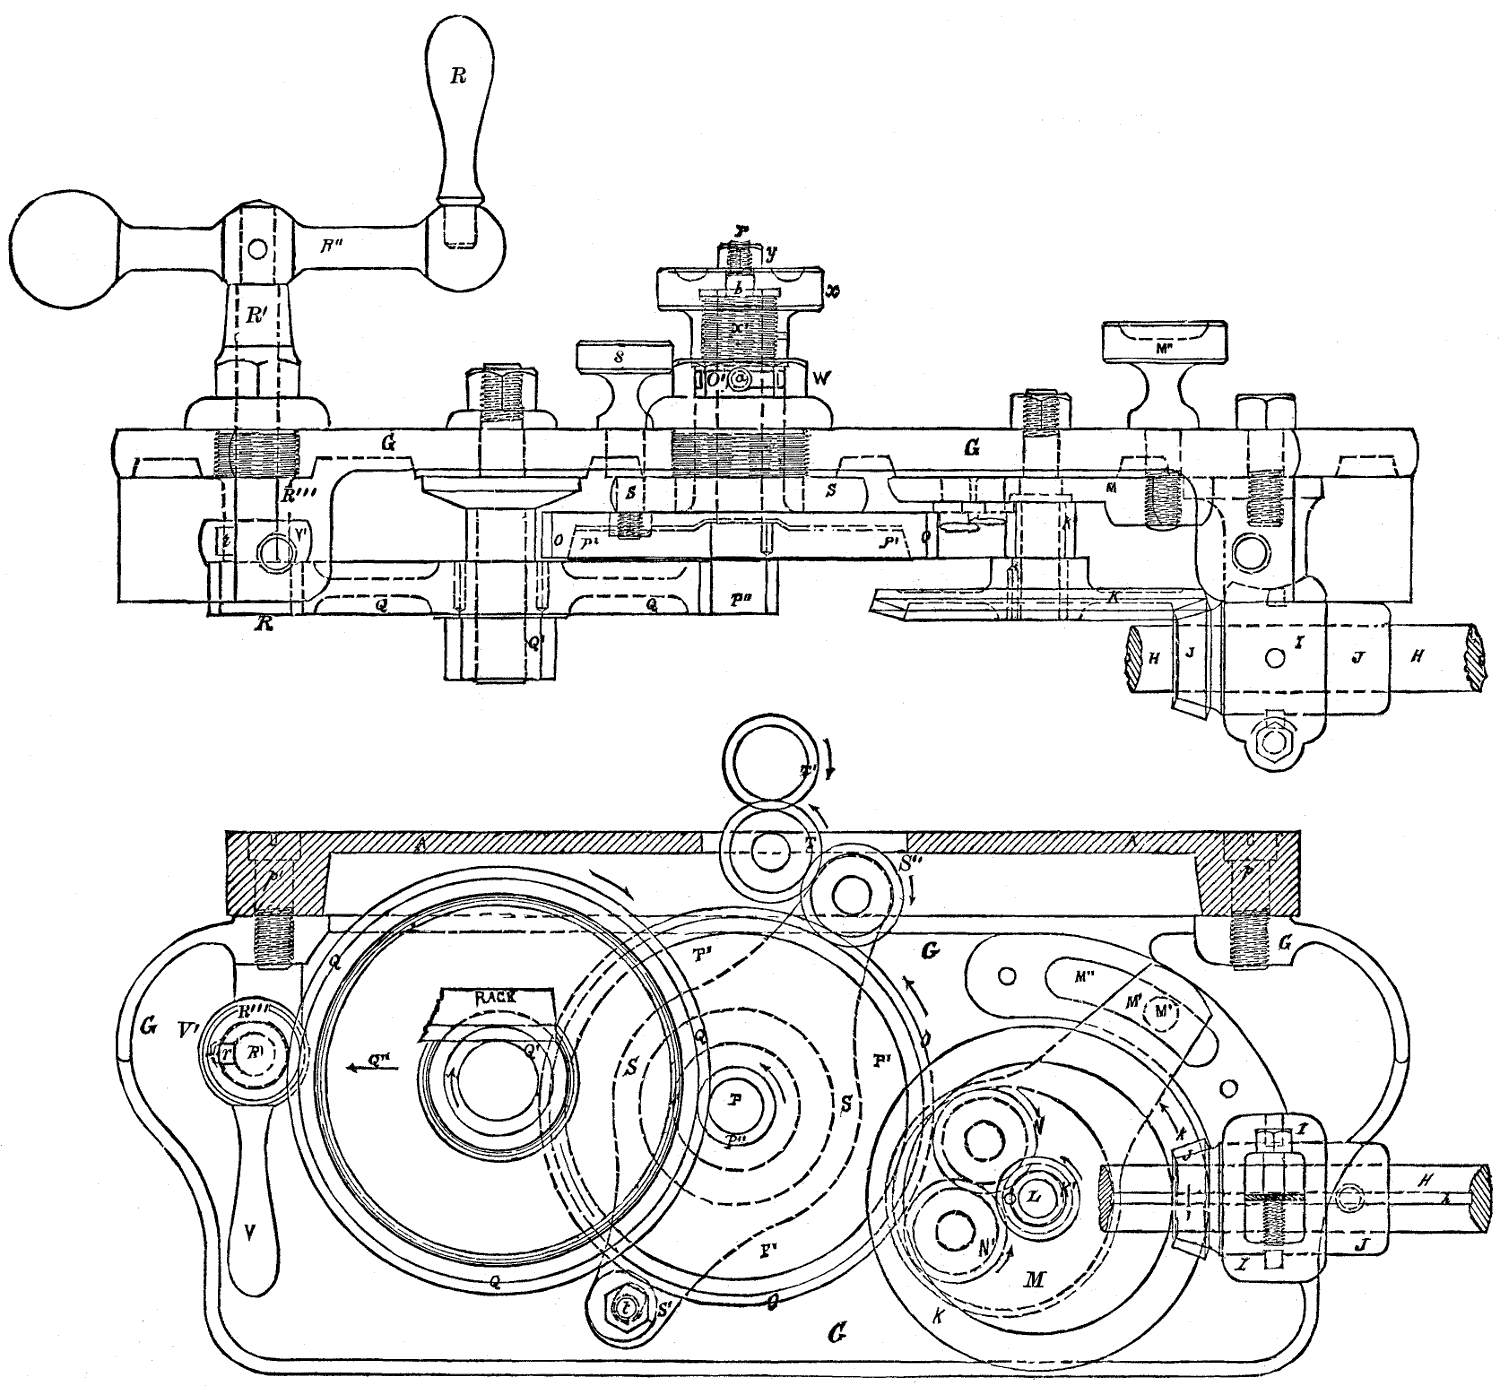 R
R''
R'
r
y
b
x
x'
S
O'
a
W
M''
G
G
R'''
V'
t
S
S
M
O
P'
P'
O
K'
Q
Q
P''
K
R
Q'
H
J
I
J
H
T'
A
T
A
G
S''
P'
P
G
Q
P'
G
M''
M'
M'
G
V'
R'''
r
R'
RACK
Q'
Q'''
S
Q
P
P''
S
P'
O
N
K
J
I
L
K'
H
h
V
P'
N'
M
J
I
Q
t
S'
O
K
G